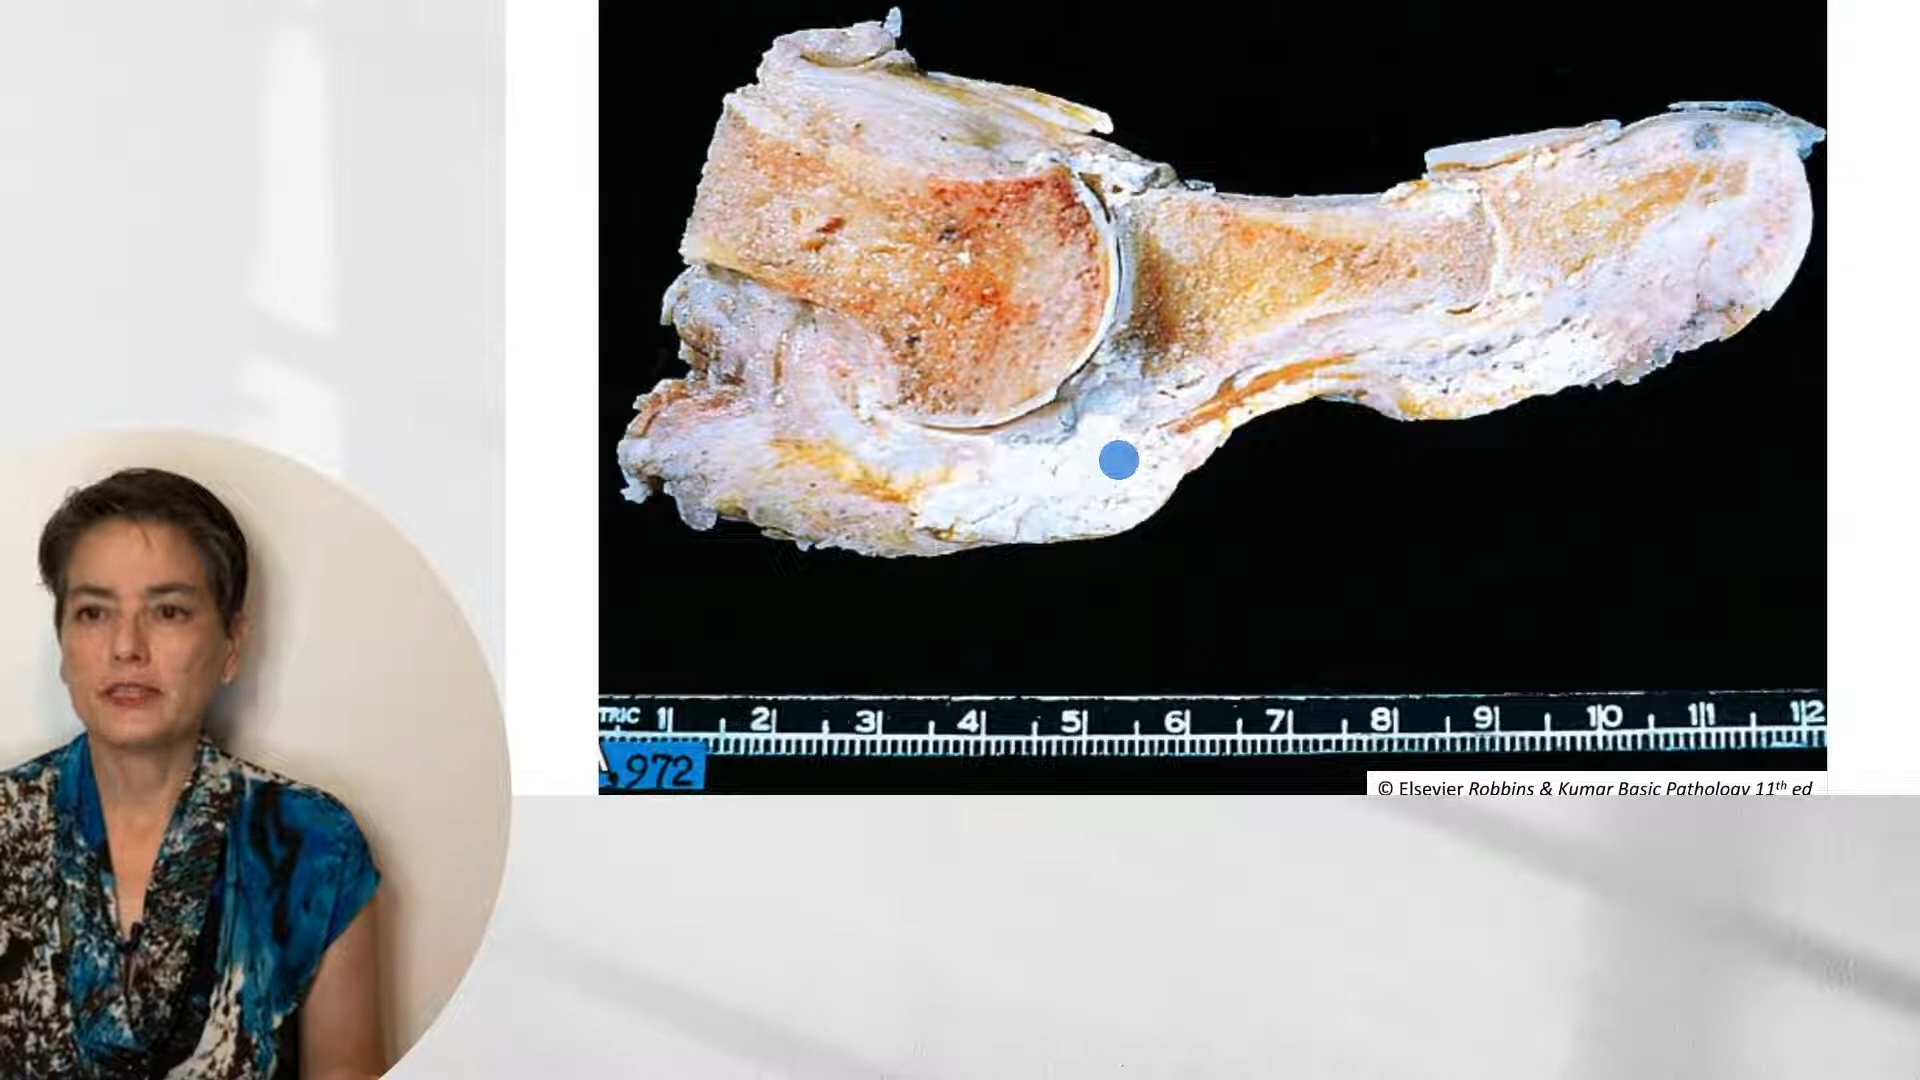 TRIC 1 2 3 4 5 6 7 8 9 10 11 12
A.972
© Elsevier Robbins & Kumar Basic Pathology 11th ed